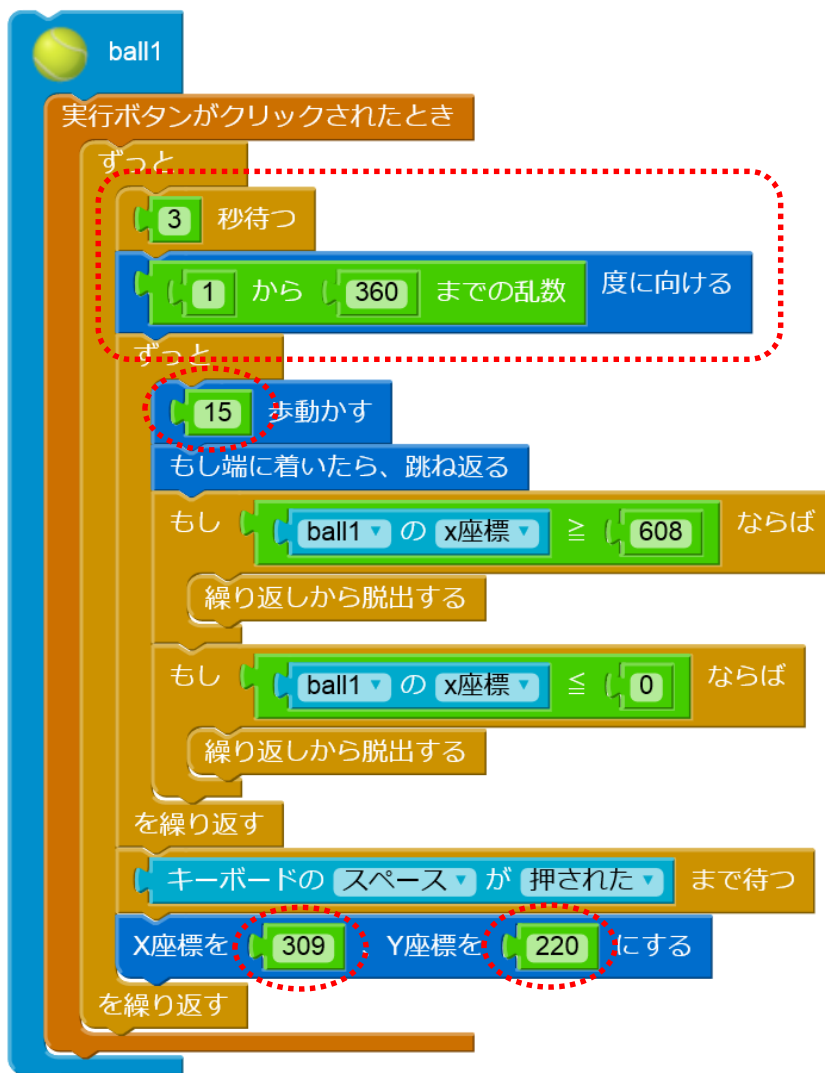 ball1
実行ボタンがクリックされたとき
ずっと
3 秒待つ
1 から 360 までの乱数 度に向ける
ずっと
15 歩動かす
もし端に着いたら、跳ね返る
もし ball1 の x座標 ≧ 608 ならば
繰り返しから脱出する
もし ball1 の x座標 ≦ 0 ならば
繰り返しから脱出する
を繰り返す
キーボードの スペース が 押された まで待つ
X座標を 309 、Y座標を 220 にする
を繰り返す